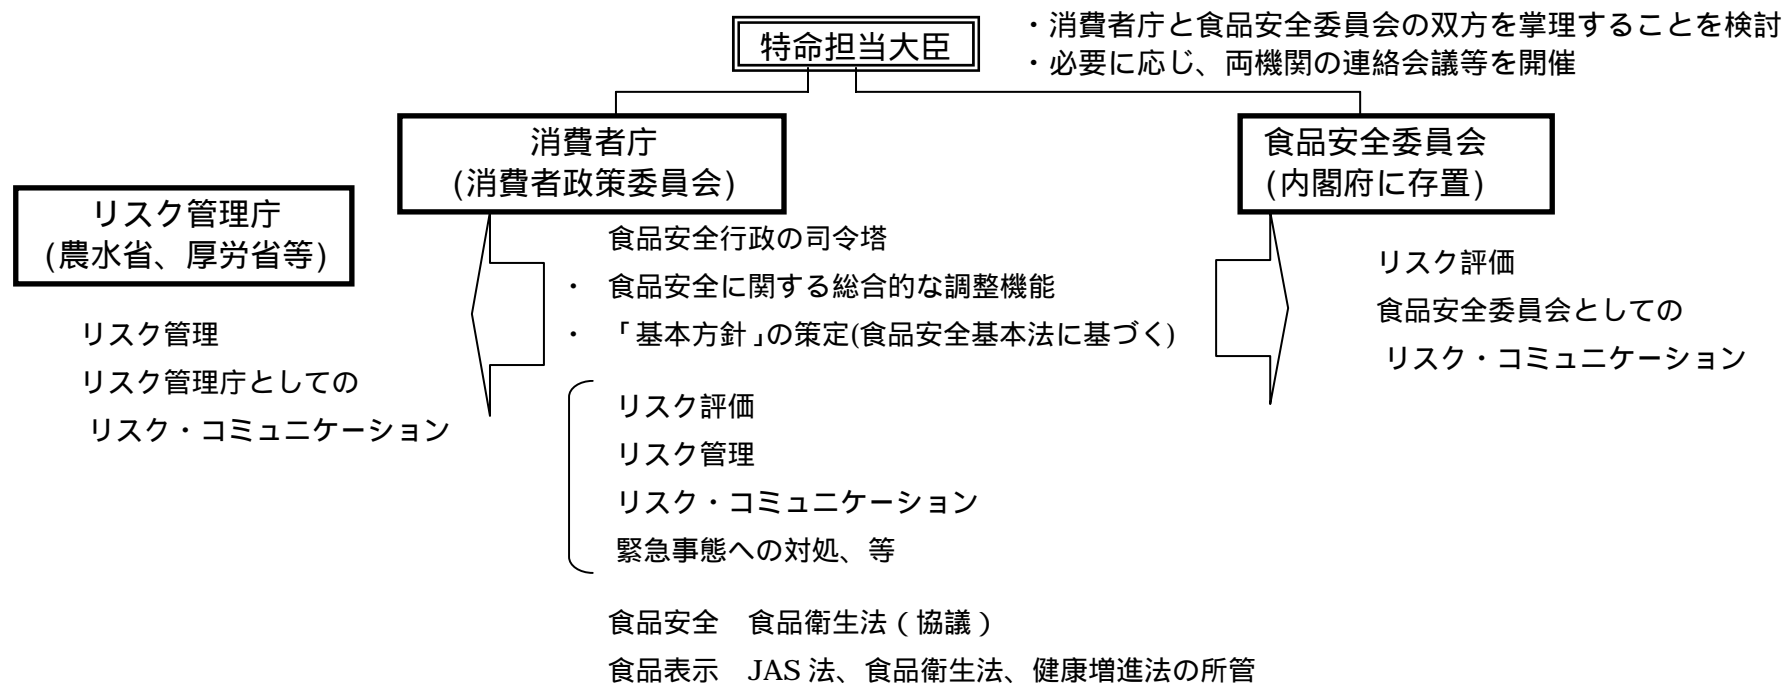 特命担当大臣
・消費者庁と食品安全委員会の双方を掌理することを検討
・必要に応じ、両機関の連絡会議等を開催
消費者庁
(消費者政策委員会)
食品安全委員会
(内閣府に存置)
リスク管理庁
(農水省、厚労省等)
リスク管理
リスク管理庁としての
リスク・コミュニケーション
食品安全行政の司令塔
・ 食品安全に関する総合的な調整機能
・ 「基本方針」の策定(食品安全基本法に基づく)
リスク評価
リスク管理
リスク・コミュニケーション
緊急事態への対処、等
食品安全 食品衛生法(協議)
食品表示 JAS法、食品衛生法、健康増進法の所管
リスク評価
食品安全委員会としての
リスク・コミュニケーション